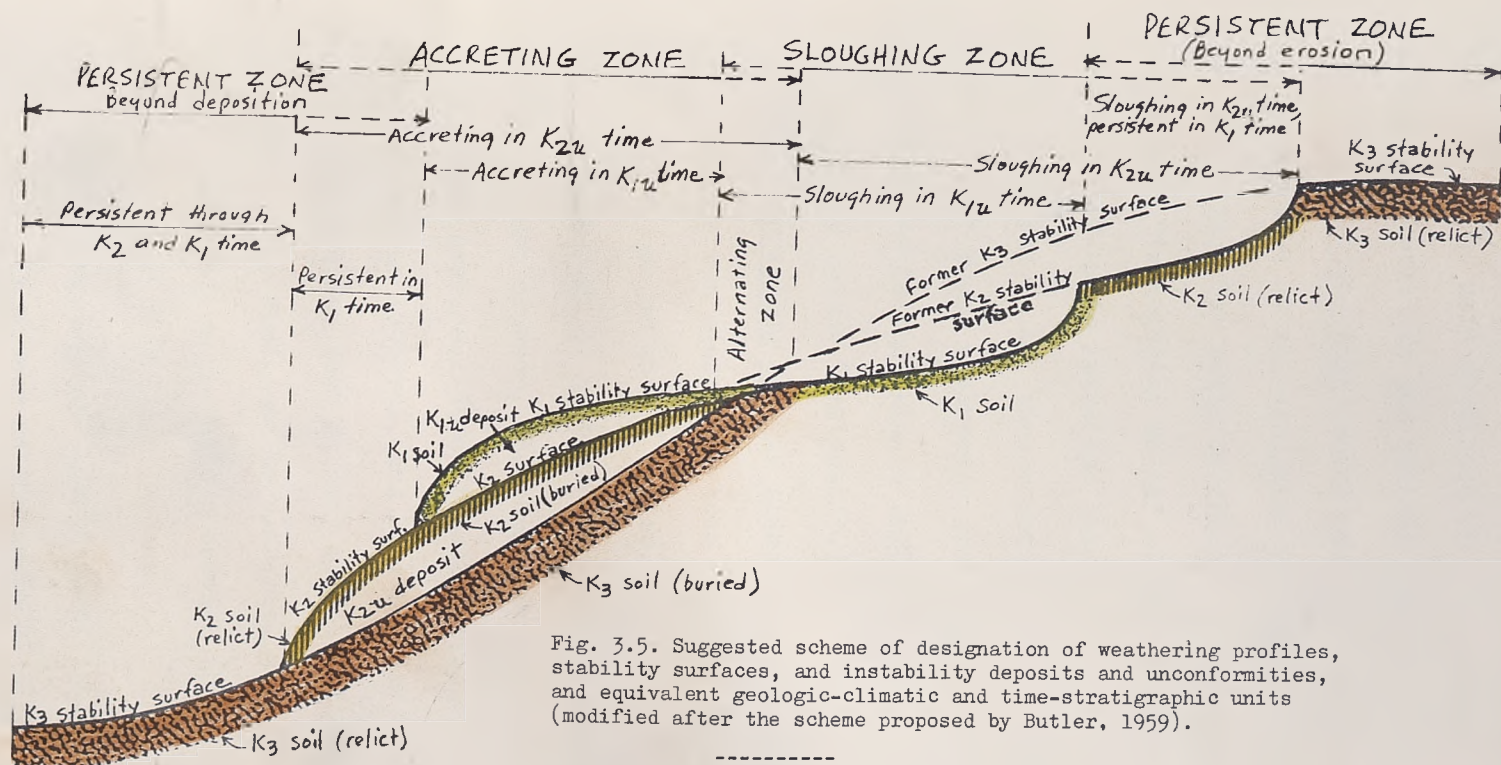 PERSISTENT ZONE
(Beyond erosion)
ACCRETING ZONE
SLOUGHING ZONE
PERSISTENT ZONE
Beyond deposition
Sloughing in K2u time,
persistent in K1 time
Accreting in K2u time
Accreting in K1u time
Sloughing in K2u time
Sloughing in K1u time
K3 stability
surface
K3 soil (relict)
Persistent through
K2 and K1 time
Persistent in
K1 time
Alternating
zone
Former K3 stability surface
Former K2 stability
surface
K2 soil (relict)
K1 stability surface
K1 soil
K1u deposit
K1 stability surface
K1 soil
K2 surface
K2 soil (buried)
K2 stability surf.
K2u deposit
K3 soil (buried)
K2 soil
(relict)
K3 stability surface
K3 soil (relict)
Fig. 3.5. Suggested scheme of designation of weathering profiles,
stability surfaces, and instability deposits and unconformities,
and equivalent geologic-climatic and time-stratigraphic units
(modified after the scheme proposed by Butler, 1959).